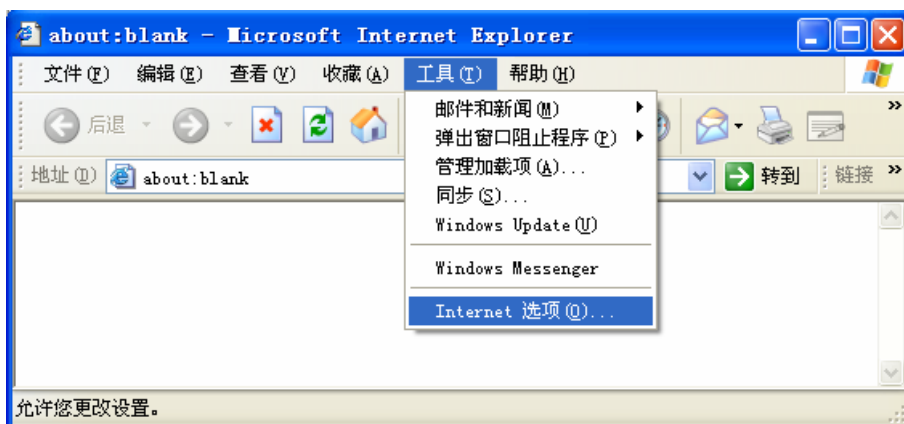 about:blank - Microsoft Internet Explorer
文件(F) 编辑(E) 查看(V) 收藏(A) 工具(T) 帮助(H)
后退
地址(D) about:blank 转到 链接 »
邮件和新闻(M)
弹出窗口阻止程序(P)
管理加载项(A)...
同步(S)...
Windows Update(U)
Windows Messenger
Internet 选项(O)...
允许您更改设置。